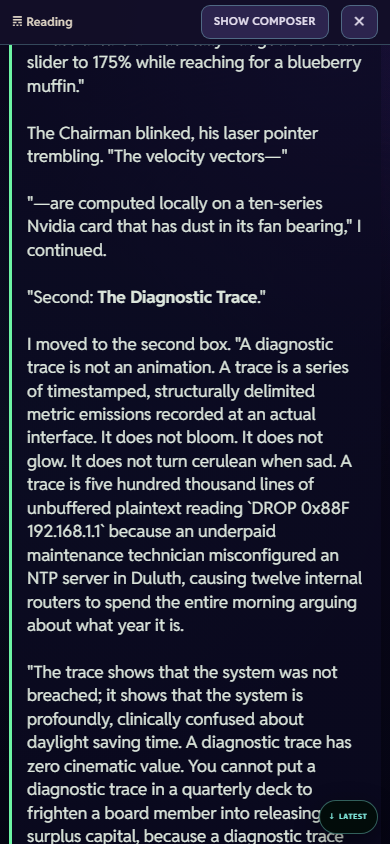 Reading
SHOW COMPOSER
×
slider to 175% while reaching for a blueberry
muffin."
The Chairman blinked, his laser pointer
trembling. "The velocity vectors—"
"—are computed locally on a ten-series
Nvidia card that has dust in its fan bearing," I
continued.
"Second: The Diagnostic Trace."
I moved to the second box. "A diagnostic
trace is not an animation. A trace is a series
of timestamped, structurally delimited
metric emissions recorded at an actual
interface. It does not bloom. It does not
glow. It does not turn cerulean when sad. A
trace is five hundred thousand lines of
unbuffered plaintext reading `DROP 0x88F
192.168.1.1` because an underpaid
maintenance technician misconfigured an
NTP server in Duluth, causing twelve internal
routers to spend the entire morning arguing
about what year it is.
"The trace shows that the system was not
breached; it shows that the system is
profoundly, clinically confused about
daylight saving time. A diagnostic trace has
zero cinematic value. You cannot put a
diagnostic trace in a quarterly deck to
frighten a board member into releasing
surplus capital, because a diagnostic trace
↓ LATEST